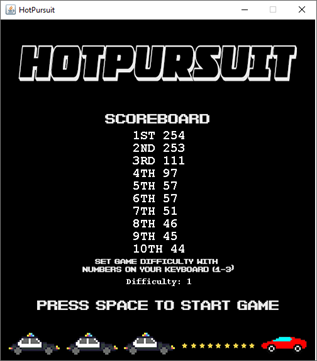 HotPursuit
HOTPURSUIT
SCOREBOARD
1ST 254
2ND 253
3RD 111
4TH 97
5TH 57
6TH 57
7TH 51
8TH 46
9TH 45
10TH 44
SET GAME DIFFICULTY WITH
NUMBERS ON YOUR KEYBOARD (1-3)
Difficulty: 1
PRESS SPACE TO START GAME